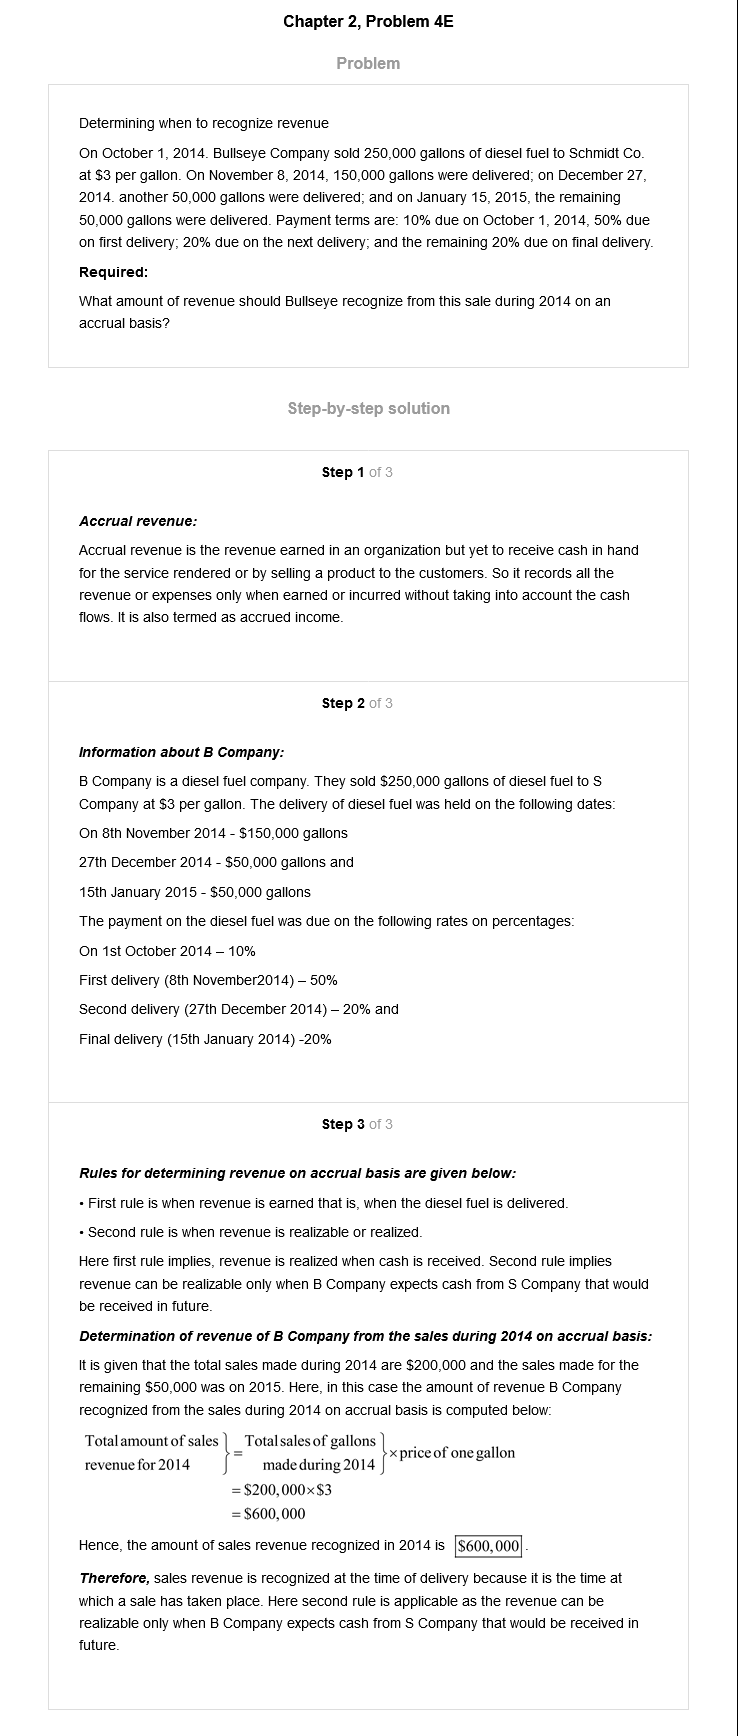 Chapter 2, Problem 4E
Problem
Determining when to recognize revenue
On October 1, 2014. Bullseye Company sold 250,000 gallons of diesel fuel to Schmidt Co.
at $3 per gallon. On November 8, 2014, 150,000 gallons were delivered; on December 27,
2014. another 50,000 gallons were delivered; and on January 15, 2015, the remaining
50,000 gallons were delivered. Payment terms are: 10% due on October 1, 2014, 50% due
on first delivery; 20% due on the next delivery; and the remaining 20% due on final delivery.
Required:
What amount of revenue should Bullseye recognize from this sale during 2014 on an
accrual basis?
Step-by-step solution
Step 1 of 3
Accrual revenue:
Accrual revenue is the revenue earned in an organization but yet to receive cash in hand
for the service rendered or by selling a product to the customers. So it records all the
revenue or expenses only when earned or incurred without taking into account the cash
flows. It is also termed as accrued income.
Step 2 of 3
Information about B Company:
B Company is a diesel fuel company. They sold $250,000 gallons of diesel fuel to S
Company at $3 per gallon. The delivery of diesel fuel was held on the following dates:
On 8th November 2014 - $150,000 gallons
27th December 2014 - $50,000 gallons and
15th January 2015 - $50,000 gallons
The payment on the diesel fuel was due on the following rates on percentages:
On 1st October 2014 – 10%
First delivery (8th November2014) – 50%
Second delivery (27th December 2014) – 20% and
Final delivery (15th January 2014) -20%
Step 3 of 3
Rules for determining revenue on accrual basis are given below:
• First rule is when revenue is earned that is, when the diesel fuel is delivered.
• Second rule is when revenue is realizable or realized.
Here first rule implies, revenue is realized when cash is received. Second rule implies
revenue can be realizable only when B Company expects cash from S Company that would
be received in future.
Determination of revenue of B Company from the sales during 2014 on accrual basis:
It is given that the total sales made during 2014 are $200,000 and the sales made for the
remaining $50,000 was on 2015. Here, in this case the amount of revenue B Company
recognized from the sales during 2014 on accrual basis is computed below:
Total amount of sales } = Total sales of gallons } × price of one gallon
revenue for 2014 made during 2014
= $200,000×$3
= $600,000
Hence, the amount of sales revenue recognized in 2014 is $600,000 .
Therefore, sales revenue is recognized at the time of delivery because it is the time at
which a sale has taken place. Here second rule is applicable as the revenue can be
realizable only when B Company expects cash from S Company that would be received in
future.